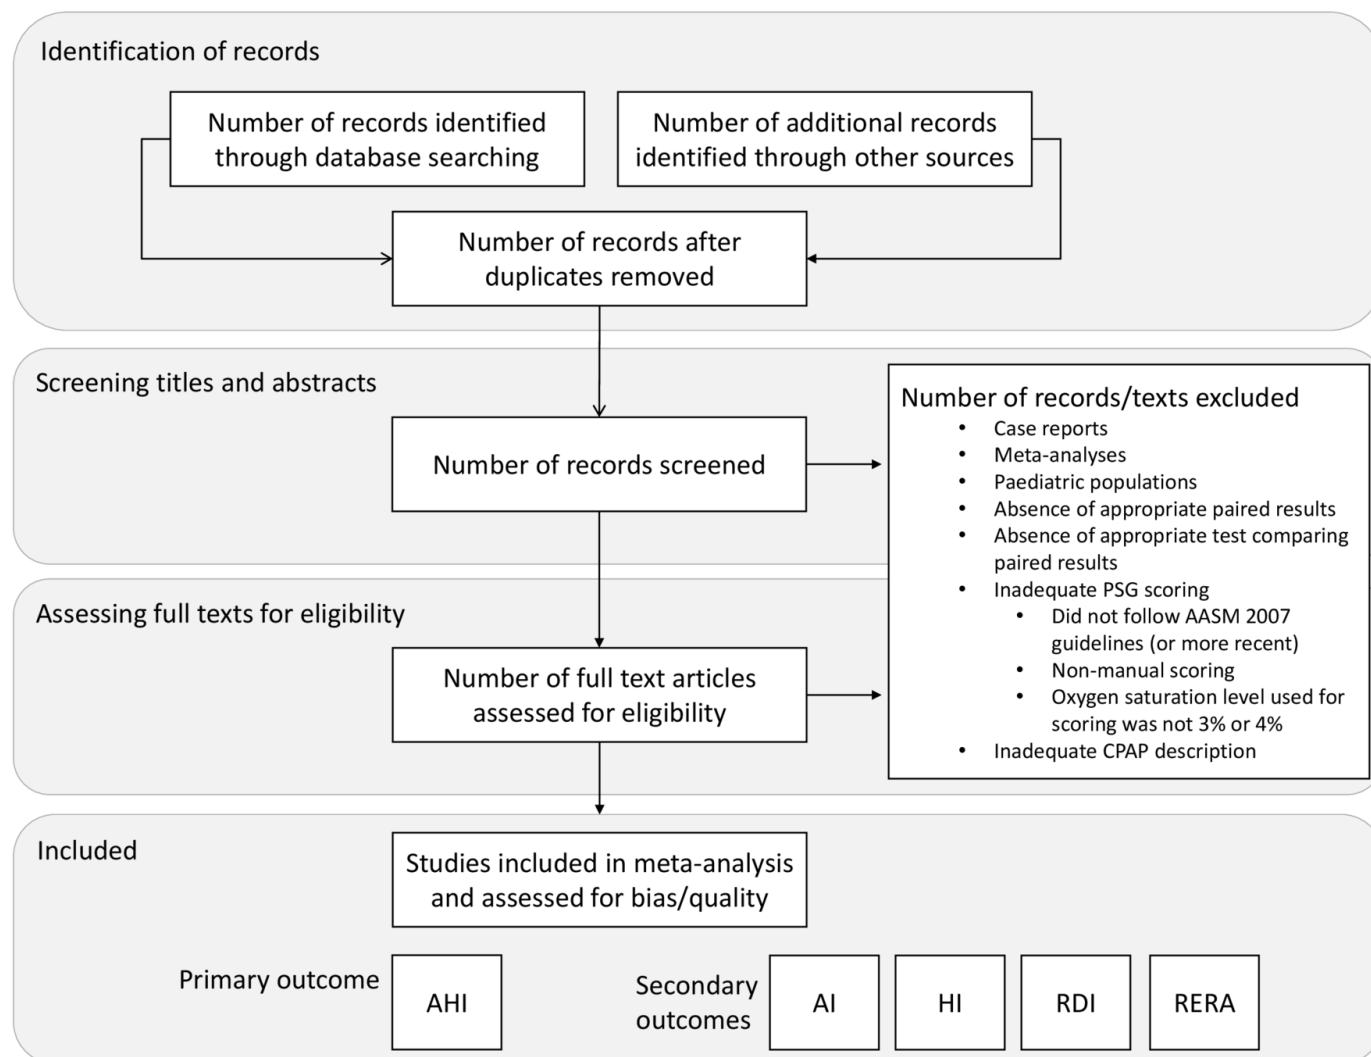 Identification of records
Number of records identified
through database searching
Number of additional records
identified through other sources
Number of records after
duplicates removed
Screening titles and abstracts
Number of records screened
Number of records/texts excluded
• Case reports
• Meta-analyses
• Paediatric populations
• Absence of appropriate paired results
• Absence of appropriate test comparing
paired results
• Inadequate PSG scoring
• Did not follow AASM 2007
guidelines (or more recent)
• Non-manual scoring
• Oxygen saturation level used for
scoring was not 3% or 4%
• Inadequate CPAP description
Assessing full texts for eligibility
Number of full text articles
assessed for eligibility
Included
Studies included in meta-analysis
and assessed for bias/quality
Primary outcome
AHI
Secondary
outcomes
AI
HI
RDI
RERA